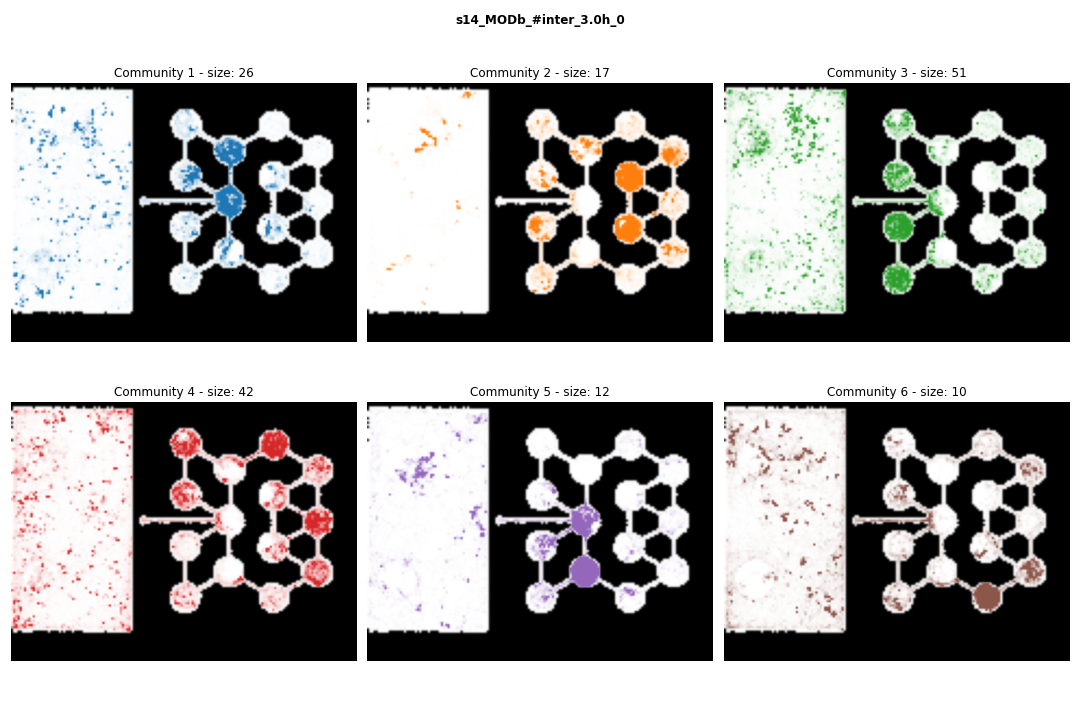 s14_MODb_#inter_3.0h_0
Community 1 - size: 26
Community 2 - size: 17
Community 3 - size: 51
Community 4 - size: 42
Community 5 - size: 12
Community 6 - size: 10